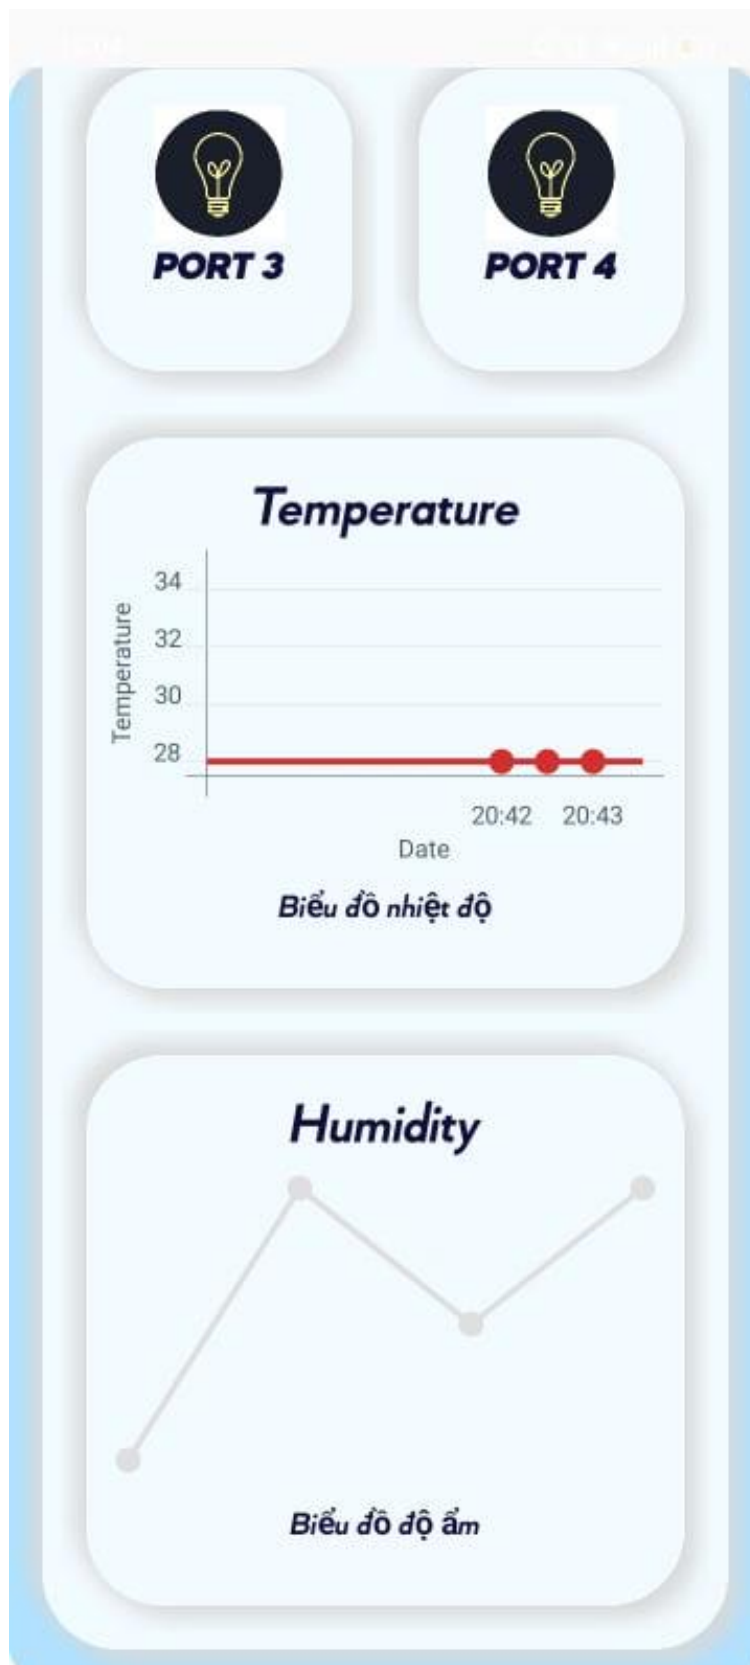 PORT 3
PORT 4
Temperature
34
32
30
28
Temperature
20:42
20:43
Date
Biểu đồ nhiệt độ
Humidity
Biểu đồ độ ẩm